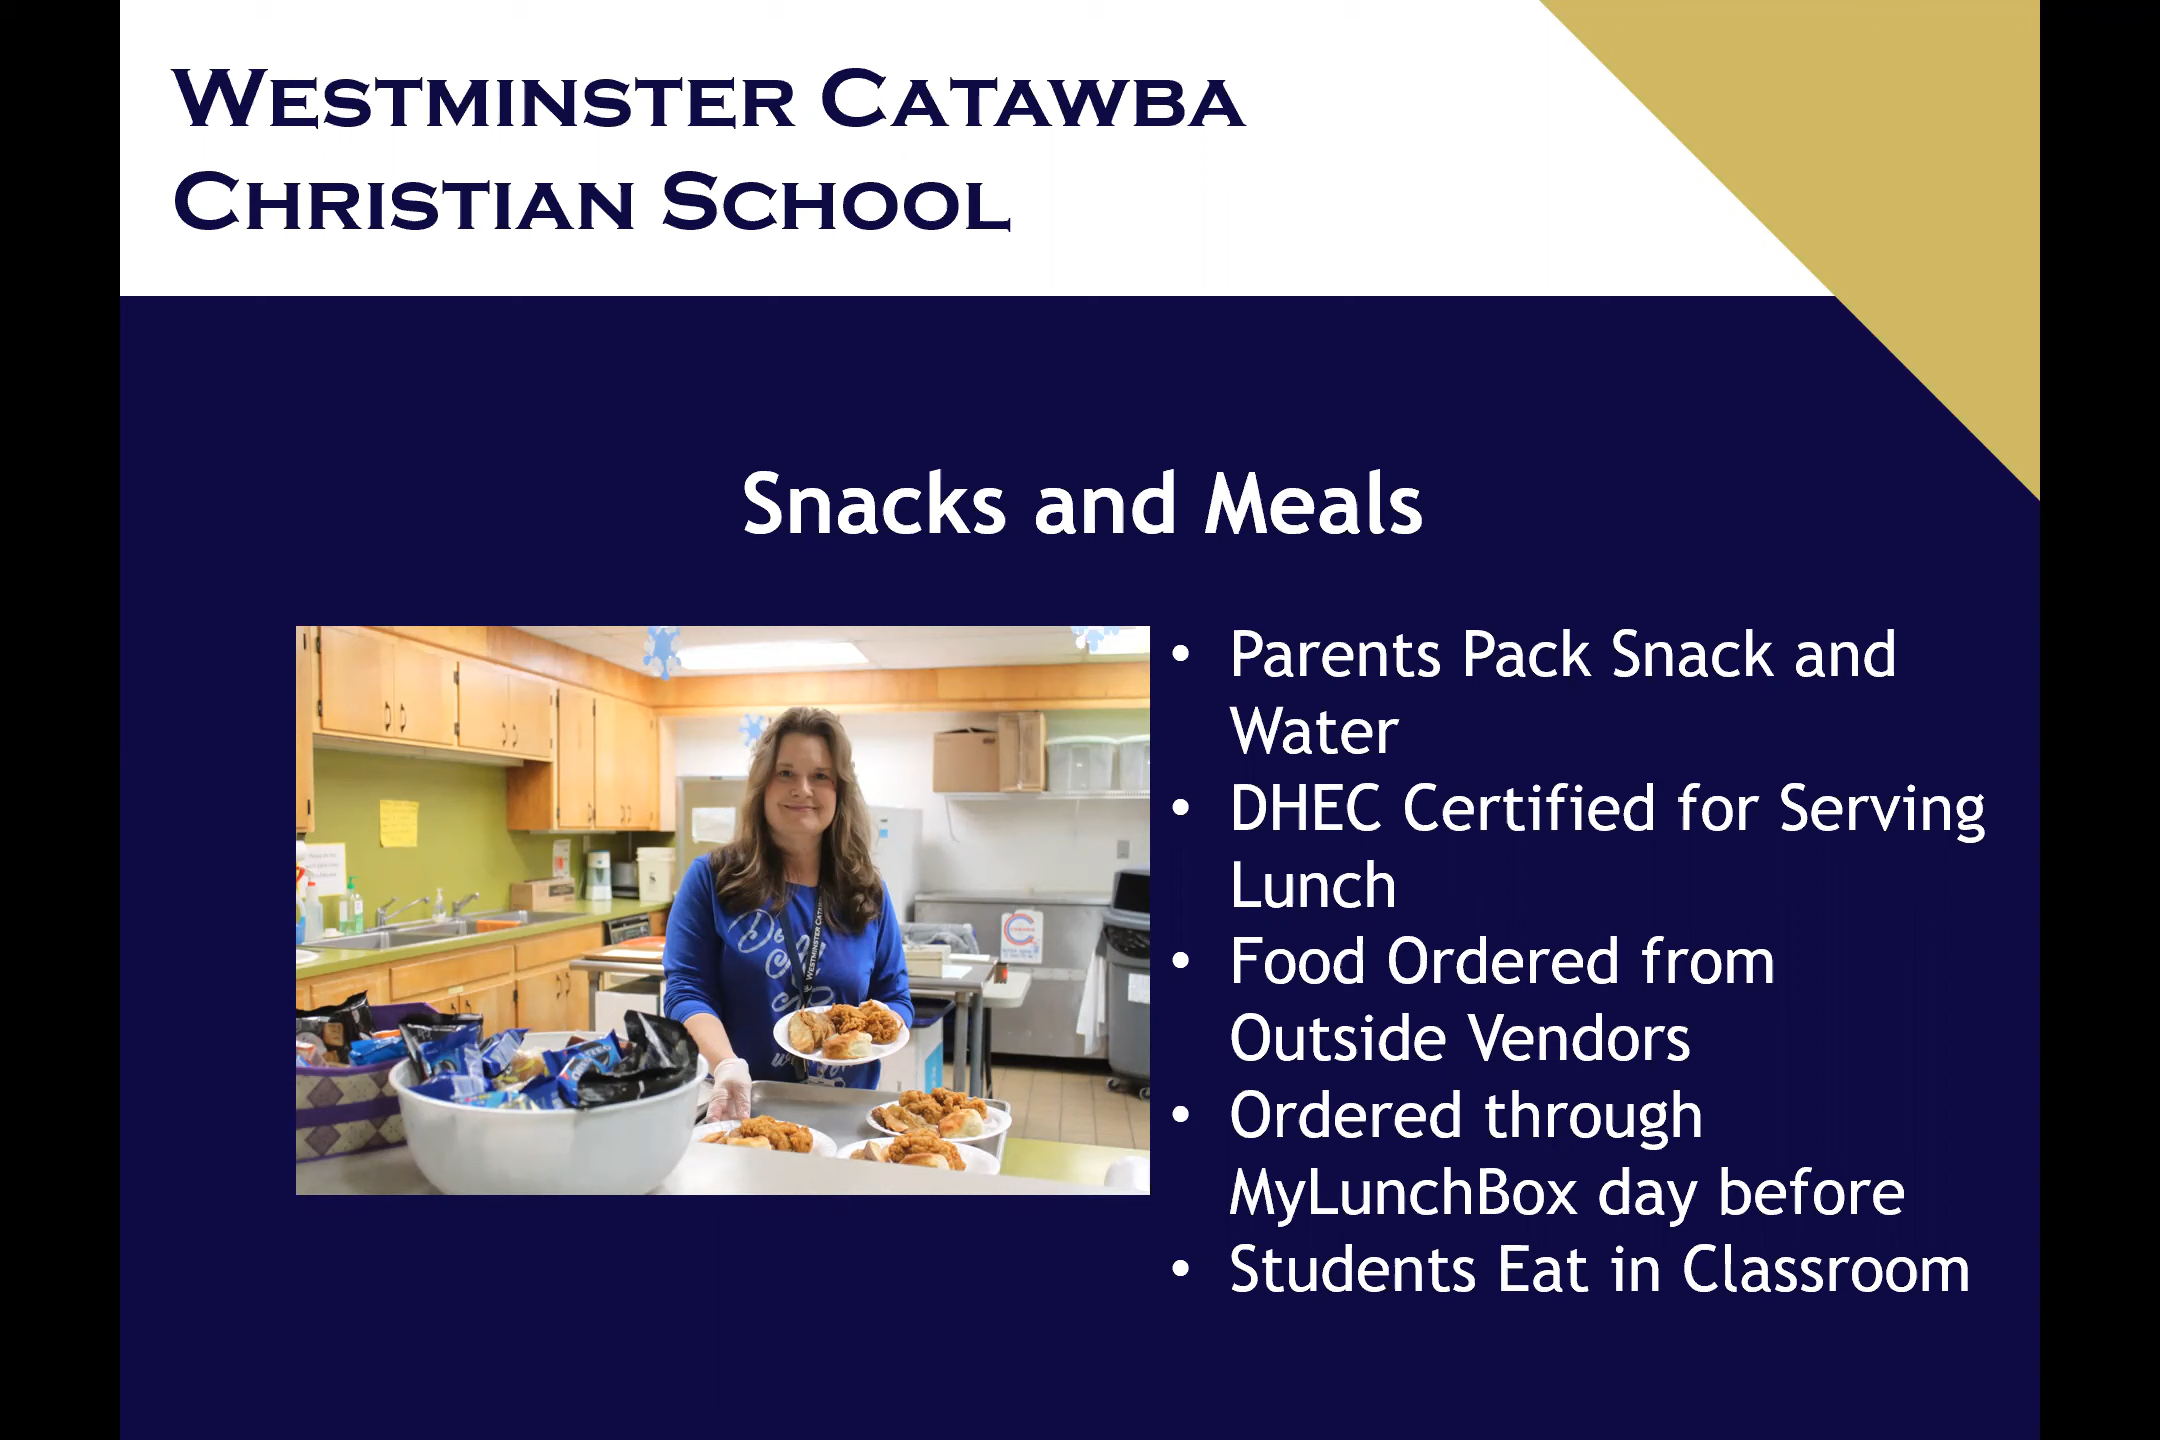 Westminster Catawba
Christian School
Snacks and Meals
• Parents Pack Snack and
Water
• DHEC Certified for Serving
Lunch
• Food Ordered from
Outside Vendors
• Ordered through
MyLunchBox day before
• Students Eat in Classroom